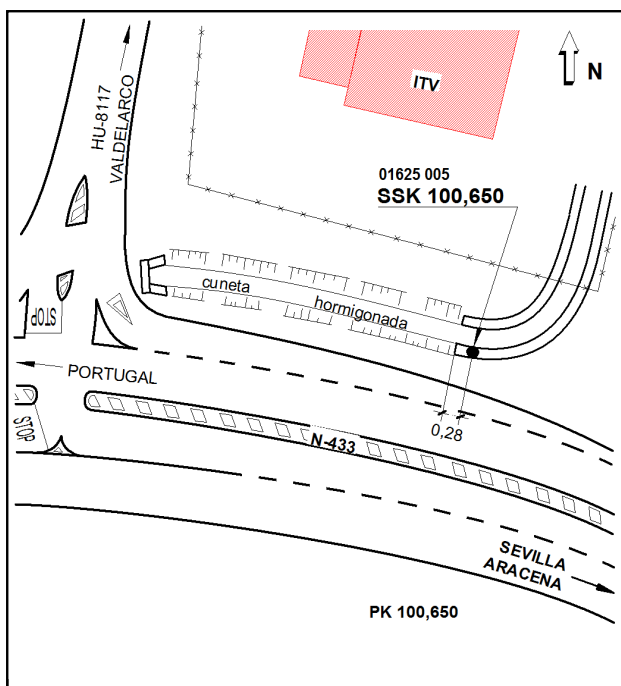 ITV
N
HU-8117
VALDELARCO
01625 005
SSK 100,650
cuneta
hormigonada
STOP
PORTUGAL
0,28
STOP
N-433
SEVILLA
ARACENA
PK 100,650